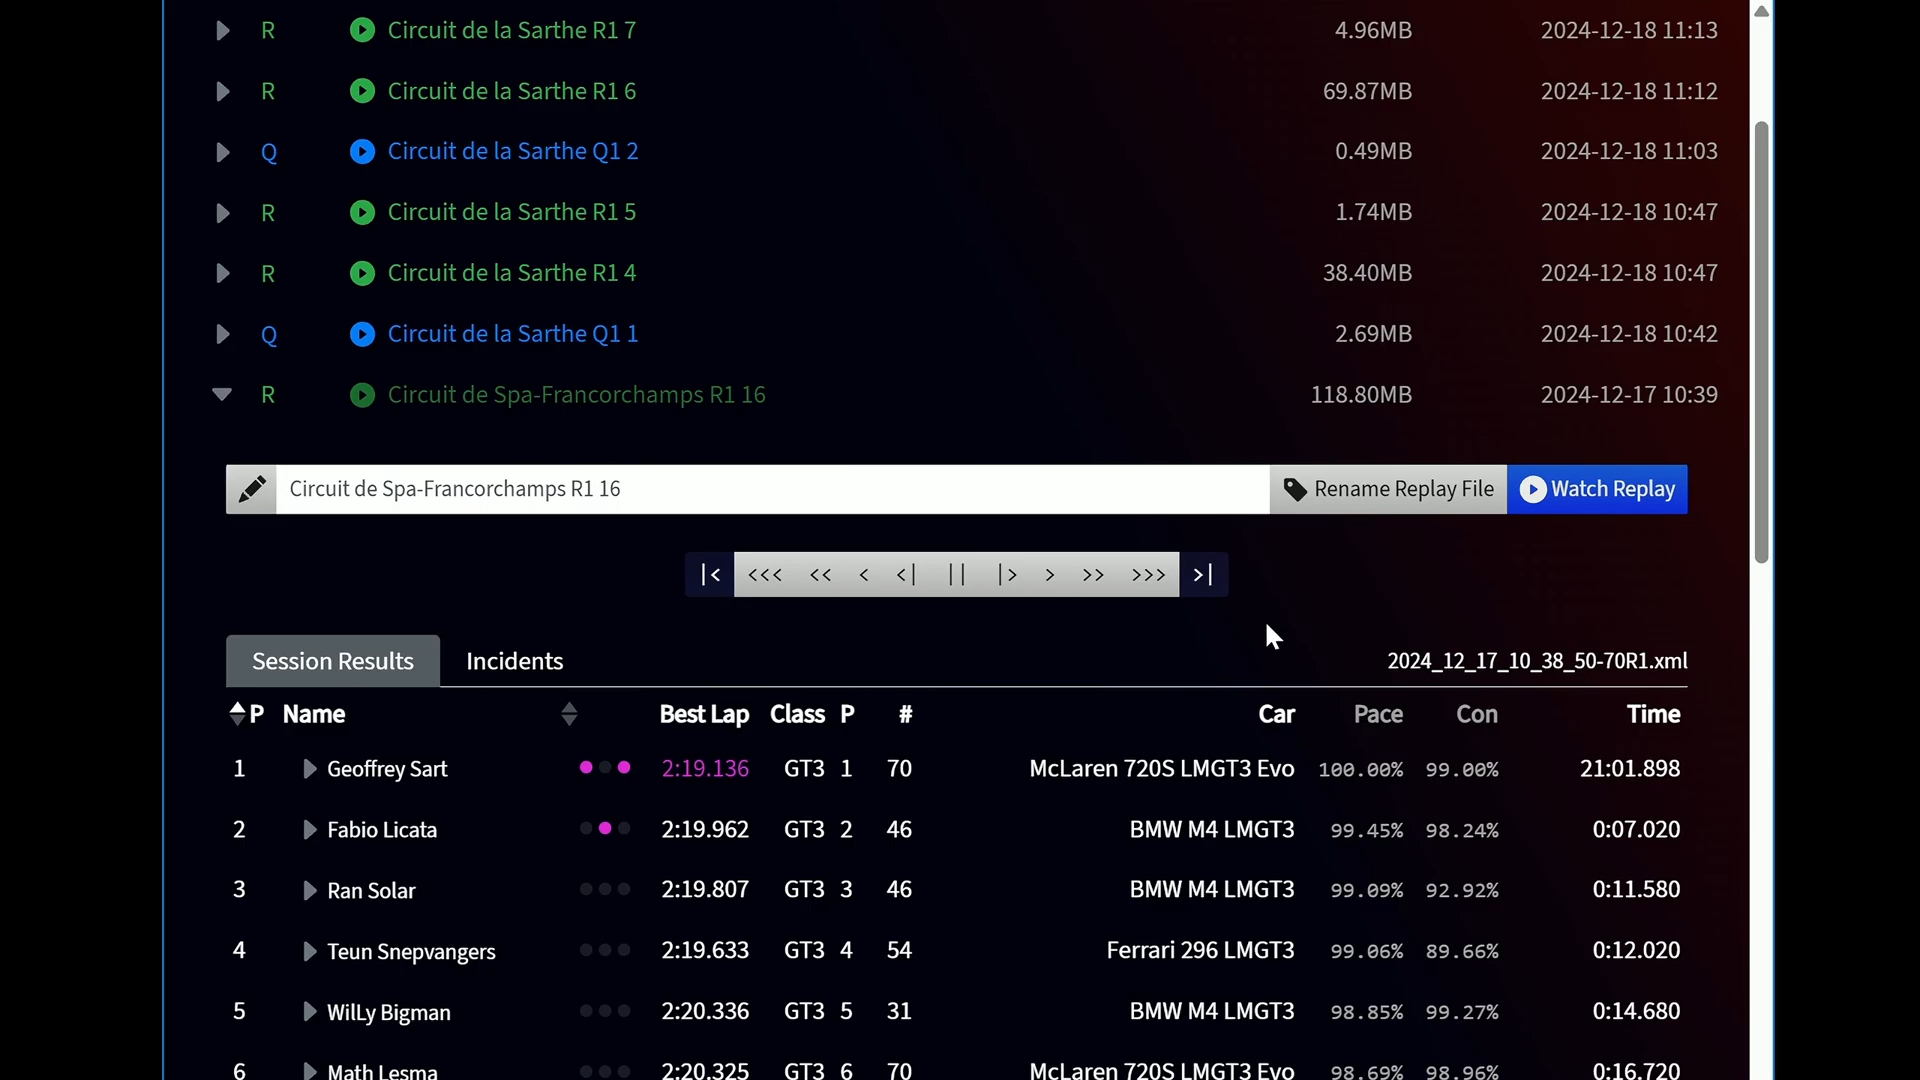 R Circuit de la Sarthe R1 7 4.96MB 2024-12-18 11:13
R Circuit de la Sarthe R1 6 69.87MB 2024-12-18 11:12
Q Circuit de la Sarthe Q1 2 0.49MB 2024-12-18 11:03
R Circuit de la Sarthe R1 5 1.74MB 2024-12-18 10:47
R Circuit de la Sarthe R1 4 38.40MB 2024-12-18 10:47
Q Circuit de la Sarthe Q1 1 2.69MB 2024-12-18 10:42
R Circuit de Spa-Francorchamps R1 16 118.80MB 2024-12-17 10:39
Circuit de Spa-Francorchamps R1 16 Rename Replay File Watch Replay
|< <<< << < <| || |> > >> >>> >|
Session Results Incidents 2024_12_17_10_38_50-70R1.xml
P Name Best Lap Class P # Car Pace Con Time
1 Geoffrey Sart 2:19.136 GT3 1 70 McLaren 720S LMGT3 Evo 100.00% 99.00% 21:01.898
2 Fabio Licata 2:19.962 GT3 2 46 BMW M4 LMGT3 99.45% 98.24% 0:07.020
3 Ran Solar 2:19.807 GT3 3 46 BMW M4 LMGT3 99.09% 92.92% 0:11.580
4 Teun Snepvangers 2:19.633 GT3 4 54 Ferrari 296 LMGT3 99.06% 89.66% 0:12.020
5 WilLy Bigman 2:20.336 GT3 5 31 BMW M4 LMGT3 98.85% 99.27% 0:14.680
6 Math Lesma 2:20.325 GT3 6 70 McLaren 720S LMGT3 Evo 98.69% 98.96% 0:16.720